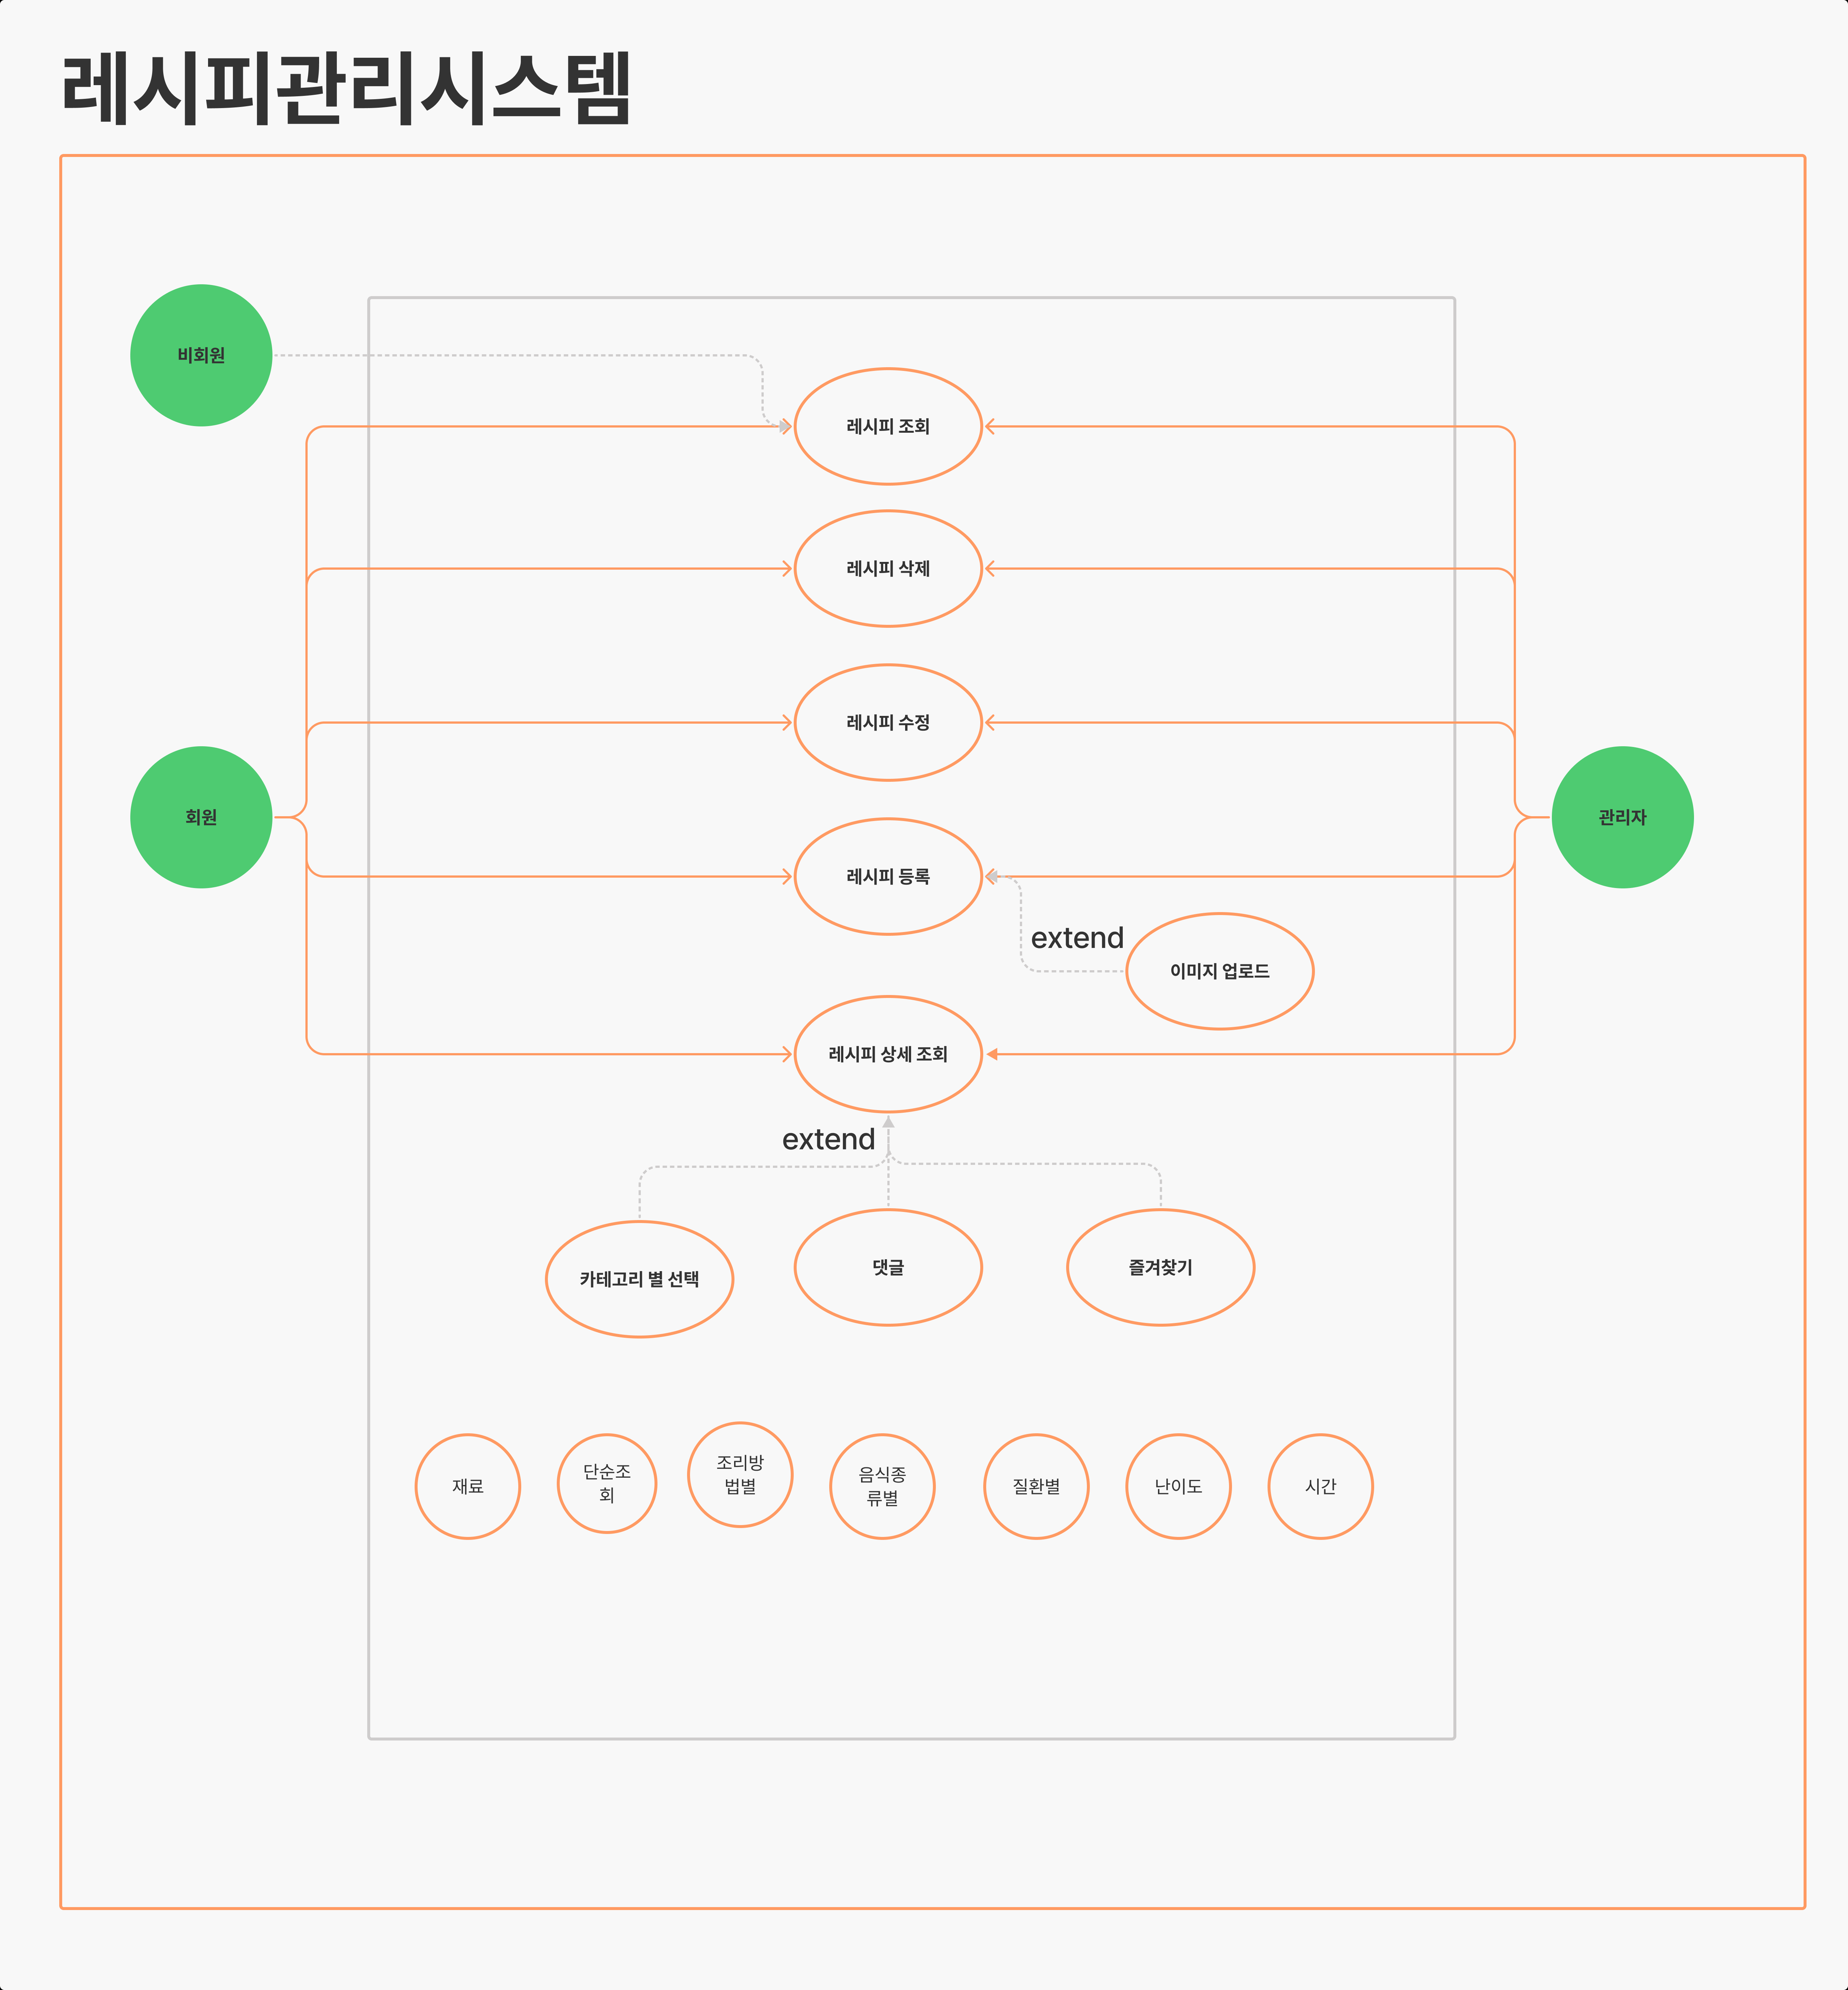 레시피관리시스템
비회원
레시피 조회
레시피 삭제
레시피 수정
회원
관리자
레시피 등록
extend
이미지 업로드
레시피 상세 조회
extend
카테고리 별 선택
댓글
즐겨찾기
재료
단순조
회
조리방
법별
음식종
류별
질환별
난이도
시간